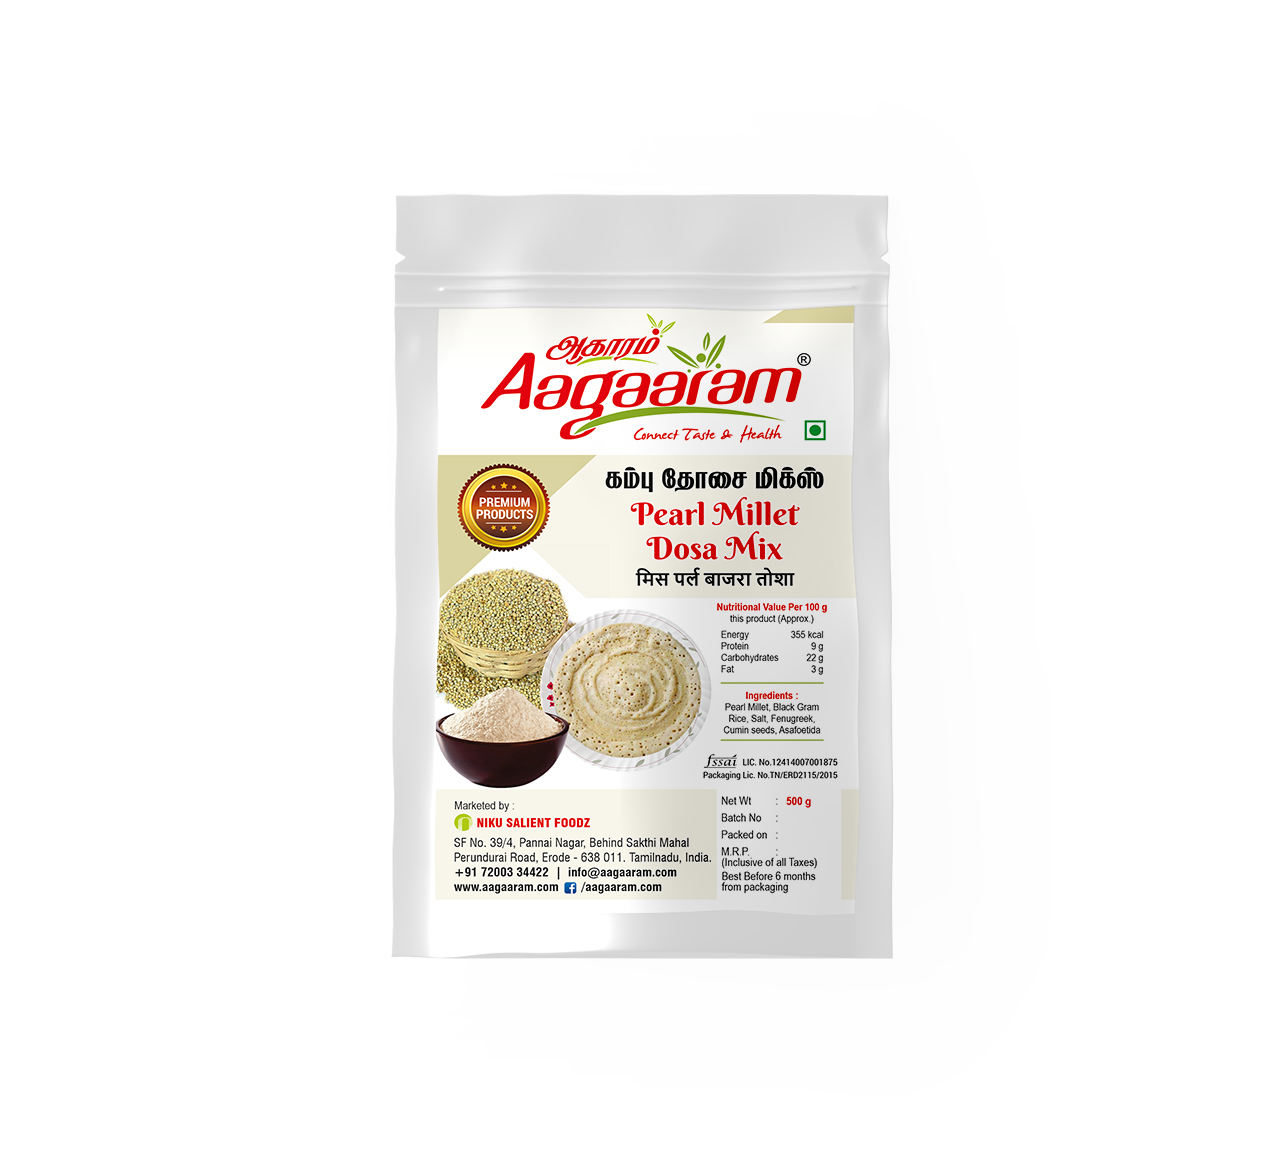 ஆகாரம்
Aagaaram ®
Connect Taste & Health
PREMIUM
PRODUCTS
கம்பு தோசை மிக்ஸ்
Pearl Millet
Dosa Mix
मिस पर्ल बाजरा तोशा
Nutritional Value Per 100 g
this product (Approx.)
Energy 355 kcal
Protein 9 g
Carbohydrates 22 g
Fat 3 g
Ingredients :
Pearl Millet, Black Gram
Rice, Salt, Fenugreek,
Cumin seeds, Asafoetida
fssai LIC. No.12414007001875
Packaging Lic. No.TN/ERD2115/2015
Marketed by :
NIKU SALIENT FOODZ
SF No. 39/4, Pannai Nagar, Behind Sakthi Mahal
Perundurai Road, Erode - 638 011. Tamilnadu, India.
+91 72003 34422 | info@aagaaram.com
www.aagaaram.com f /aagaaram.com
Net Wt : 500 g
Batch No :
Packed on :
M.R.P. :
(Inclusive of all Taxes)
Best Before 6 months
from packaging